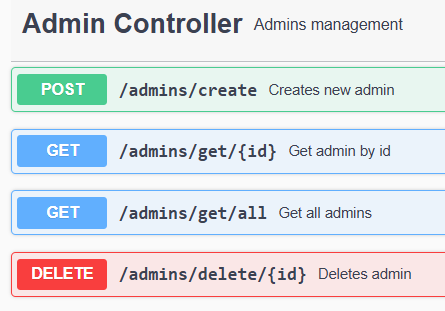 Admin Controller Admins management
POST /admins/create Creates new admin
GET /admins/get/{id} Get admin by id
GET /admins/get/all Get all admins
DELETE /admins/delete/{id} Deletes admin